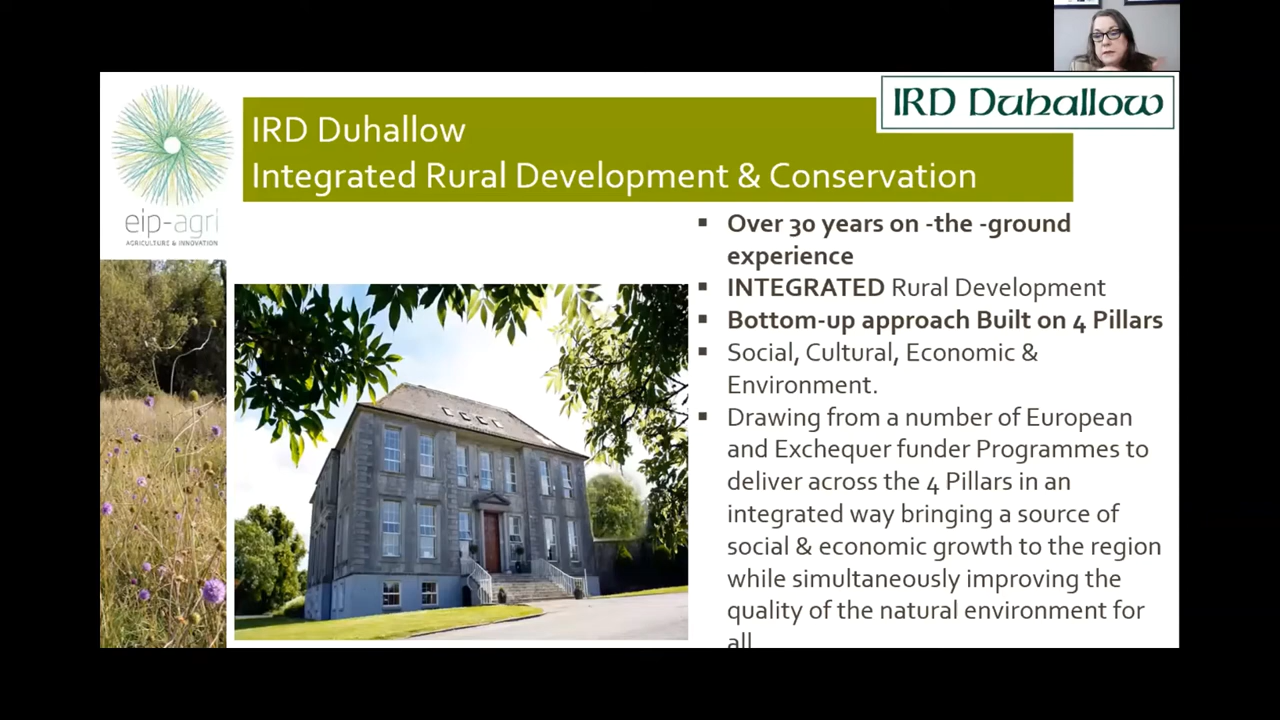 IRD Duhallow
IRD Duhallow
Integrated Rural Development & Conservation
eip-agri
AGRICULTURE & INNOVATION
▪ Over 30 years on -the -ground
experience
▪ INTEGRATED Rural Development
▪ Bottom-up approach Built on 4 Pillars
▪ Social, Cultural, Economic &
Environment.
▪ Drawing from a number of European
and Exchequer funder Programmes to
deliver across the 4 Pillars in an
integrated way bringing a source of
social & economic growth to the region
while simultaneously improving the
quality of the natural environment for
all